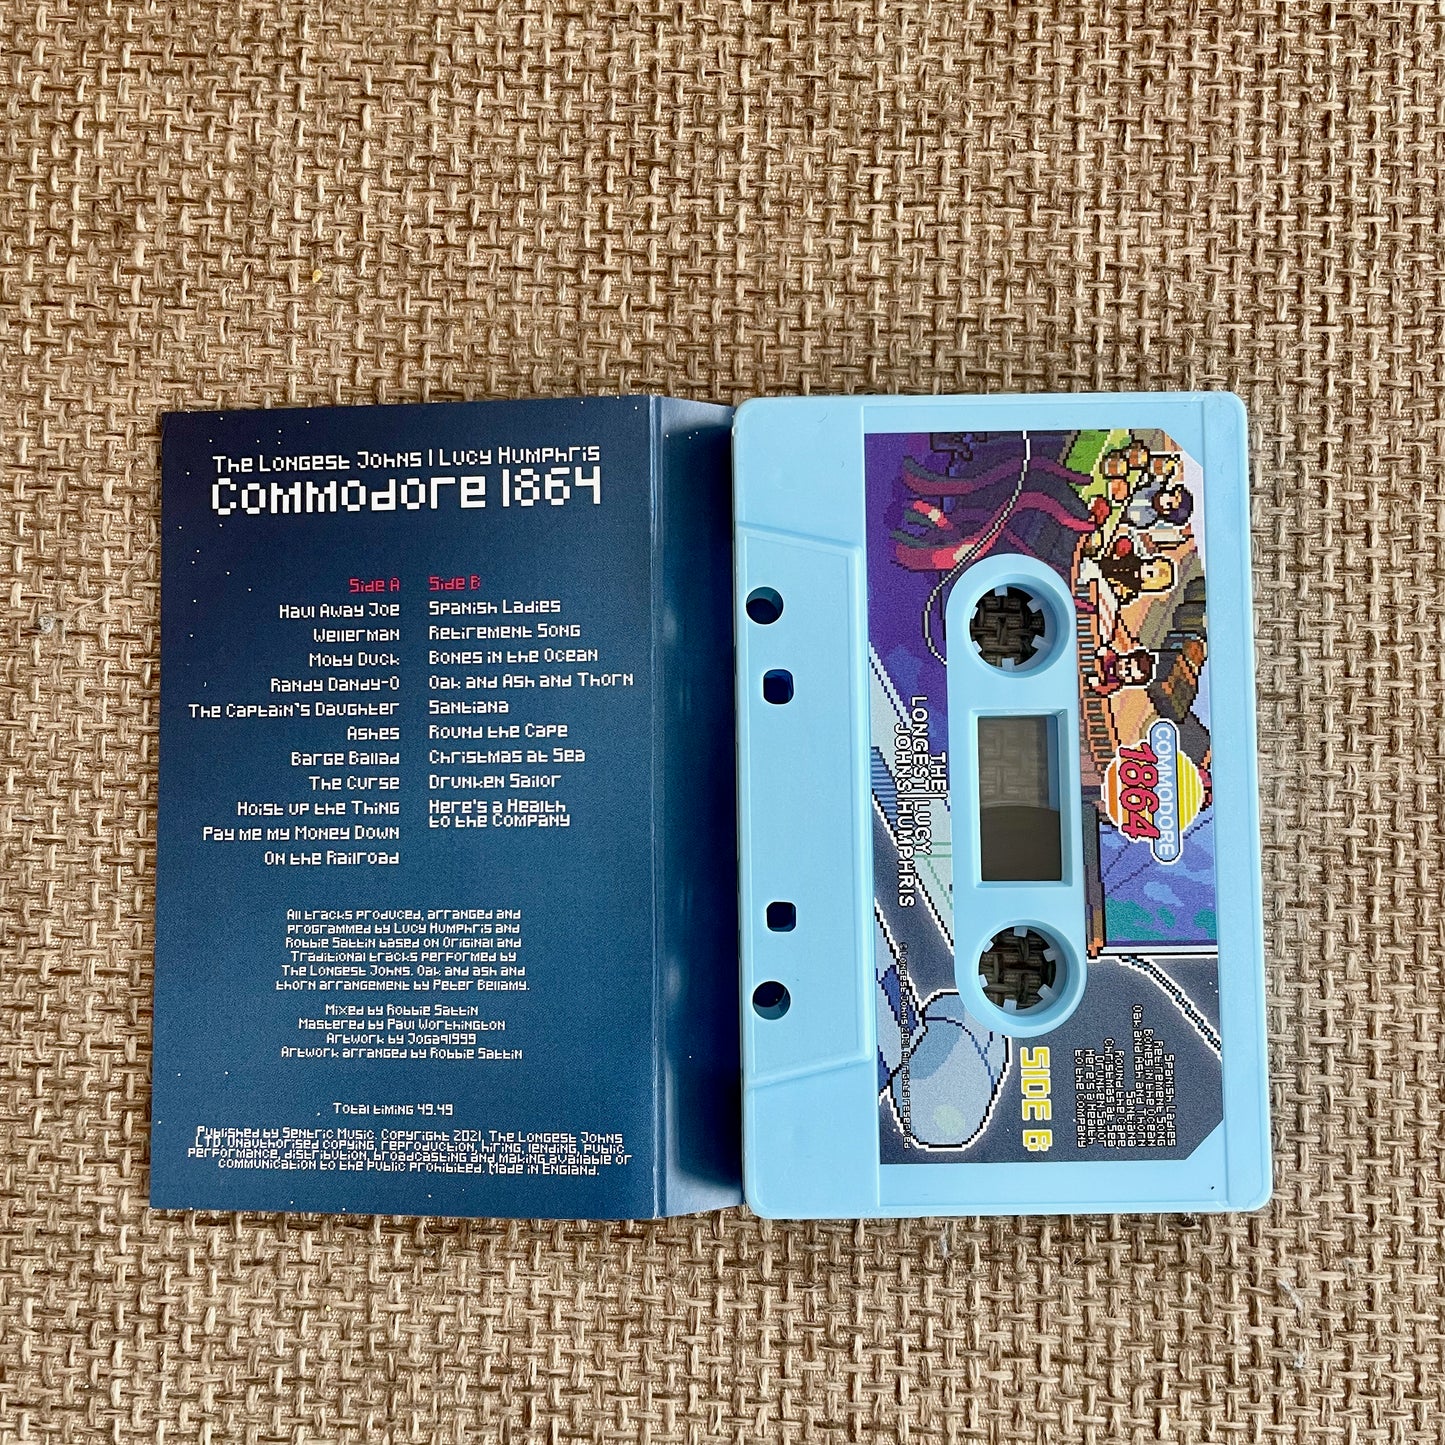 The Longest Johns | Lucy Humphris
Commodore 1864
Side A
Haul Away Joe
Wellerman
Moby Duck
Randy Dandy-O
The Captain's Daughter
Ashes
Barge Ballad
The Curse
Hoist up the Thing
Pay me my Money Down
On the Railroad
Side B
Spanish Ladies
Retirement Song
Bones in the Ocean
Oak and Ash and Thorn
Santiana
Round the Cape
Christmas at Sea
Drunken Sailor
Here's a Health
to the Company
All tracks produced, arranged and
programmed by Lucy Humphris and
Robbie Sattin based on Original and
Traditional tracks performed by
The Longest Johns. Oak and ash and
thorn arrangement by Peter Bellamy.
Mixed by Robbie Sattin
Mastered by Paul Worthington
Artwork by Joga91999
Artwork arranged by Robbie Sattin
Total timing 49.49
Published by Sentric Music. Copyright 2021, The Longest Johns
LTD. Unauthorised copying, reproduction, hiring, lending, public
performance, distribution, broadcasting and making available or
communication to the public prohibited. Made in England.
COMMODORE
1864
THE
LONGEST LUCY
JOHNS|HUMPHRIS
© Longest Johns 2021. All rights reserved
SIDE B
Spanish Ladies
Retirement Song
Bones in the Ocean
Oak and Ash and Thorn
Santiana
Round the Cape
Christmas at Sea
Drunken Sailor
Here's a Health
to the Company